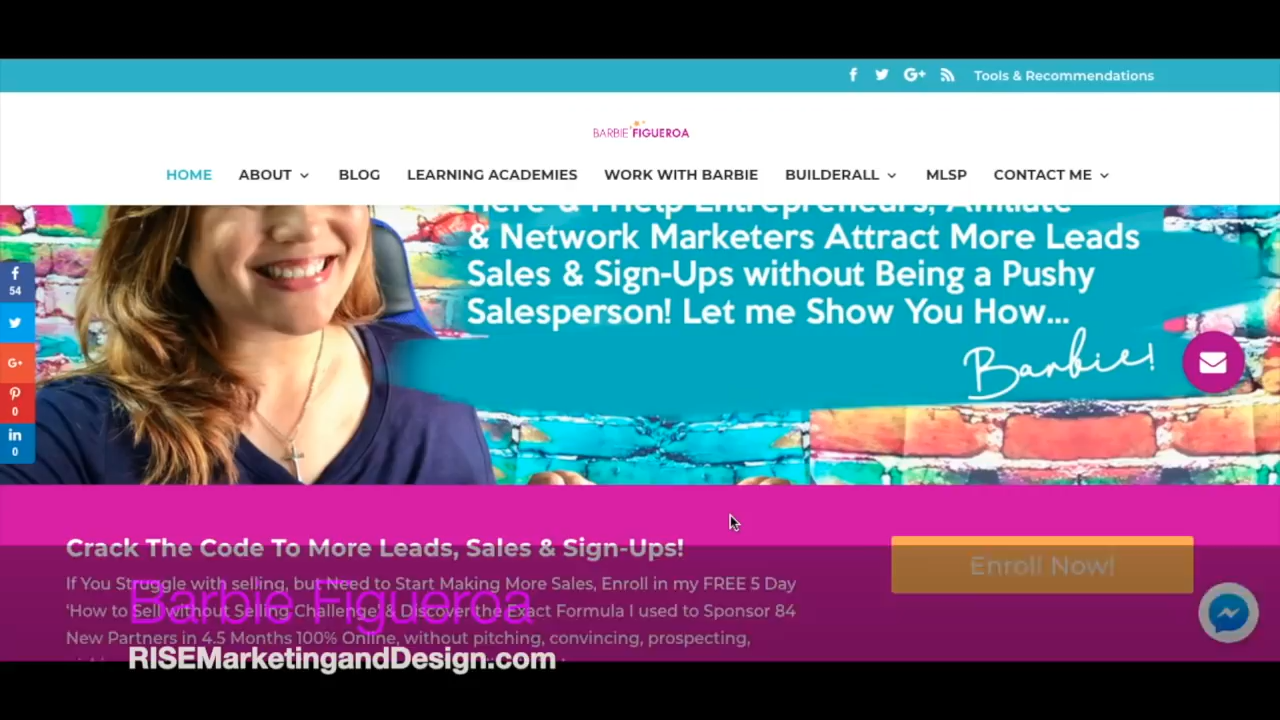 Tools & Recommendations
BARBIE FIGUEROA
HOME ABOUT BLOG LEARNING ACADEMIES WORK WITH BARBIE BUILDERALL MLSP CONTACT ME
here & I help Entrepreneurs, Affiliate
& Network Marketers Attract More Leads
Sales & Sign-Ups without Being a Pushy
Salesperson! Let me Show You How...
Barbie!
54
G+
0
in
0
Crack The Code To More Leads, Sales & Sign-Ups!
Enroll Now!
If You Struggle with selling, but Need to Start Making More Sales, Enroll in my FREE 5 Day
'How to Sell without Selling Challenge' & Discover the Exact Formula I used to Sponsor 84
New Partners in 4.5 Months 100% Online, without pitching, convincing, prospecting,
Barbie Figueroa
RISEMarketingandDesign.com